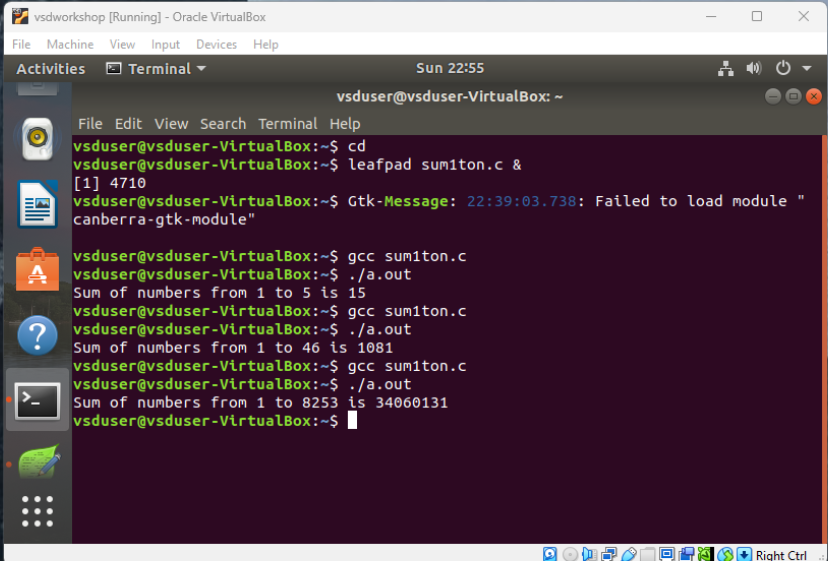 vsdworkshop [Running] - Oracle VirtualBox
File Machine View Input Devices Help
Activities Terminal Sun 22:55
vsduser@vsduser-VirtualBox: ~
File Edit View Search Terminal Help
vsduser@vsduser-VirtualBox:~$ cd
vsduser@vsduser-VirtualBox:~$ leafpad sum1ton.c &
[1] 4710
vsduser@vsduser-VirtualBox:~$ Gtk-Message: 22:39:03.738: Failed to load module "
canberra-gtk-module"
vsduser@vsduser-VirtualBox:~$ gcc sum1ton.c
vsduser@vsduser-VirtualBox:~$ ./a.out
Sum of numbers from 1 to 5 is 15
vsduser@vsduser-VirtualBox:~$ gcc sum1ton.c
vsduser@vsduser-VirtualBox:~$ ./a.out
Sum of numbers from 1 to 46 is 1081
vsduser@vsduser-VirtualBox:~$ gcc sum1ton.c
vsduser@vsduser-VirtualBox:~$ ./a.out
Sum of numbers from 1 to 8253 is 34060131
vsduser@vsduser-VirtualBox:~$
Right Ctrl